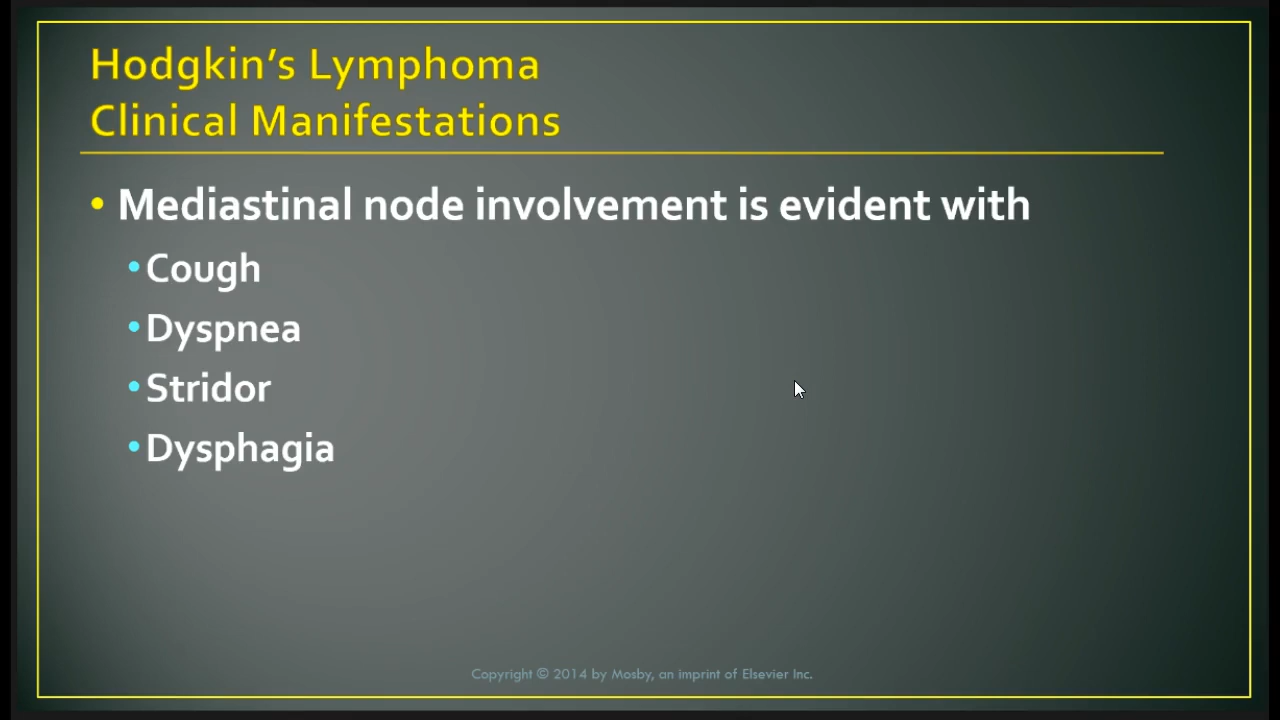 Hodgkin's Lymphoma
Clinical Manifestations
• Mediastinal node involvement is evident with
• Cough
• Dyspnea
• Stridor
• Dysphagia
Copyright © 2014 by Mosby, an imprint of Elsevier Inc.